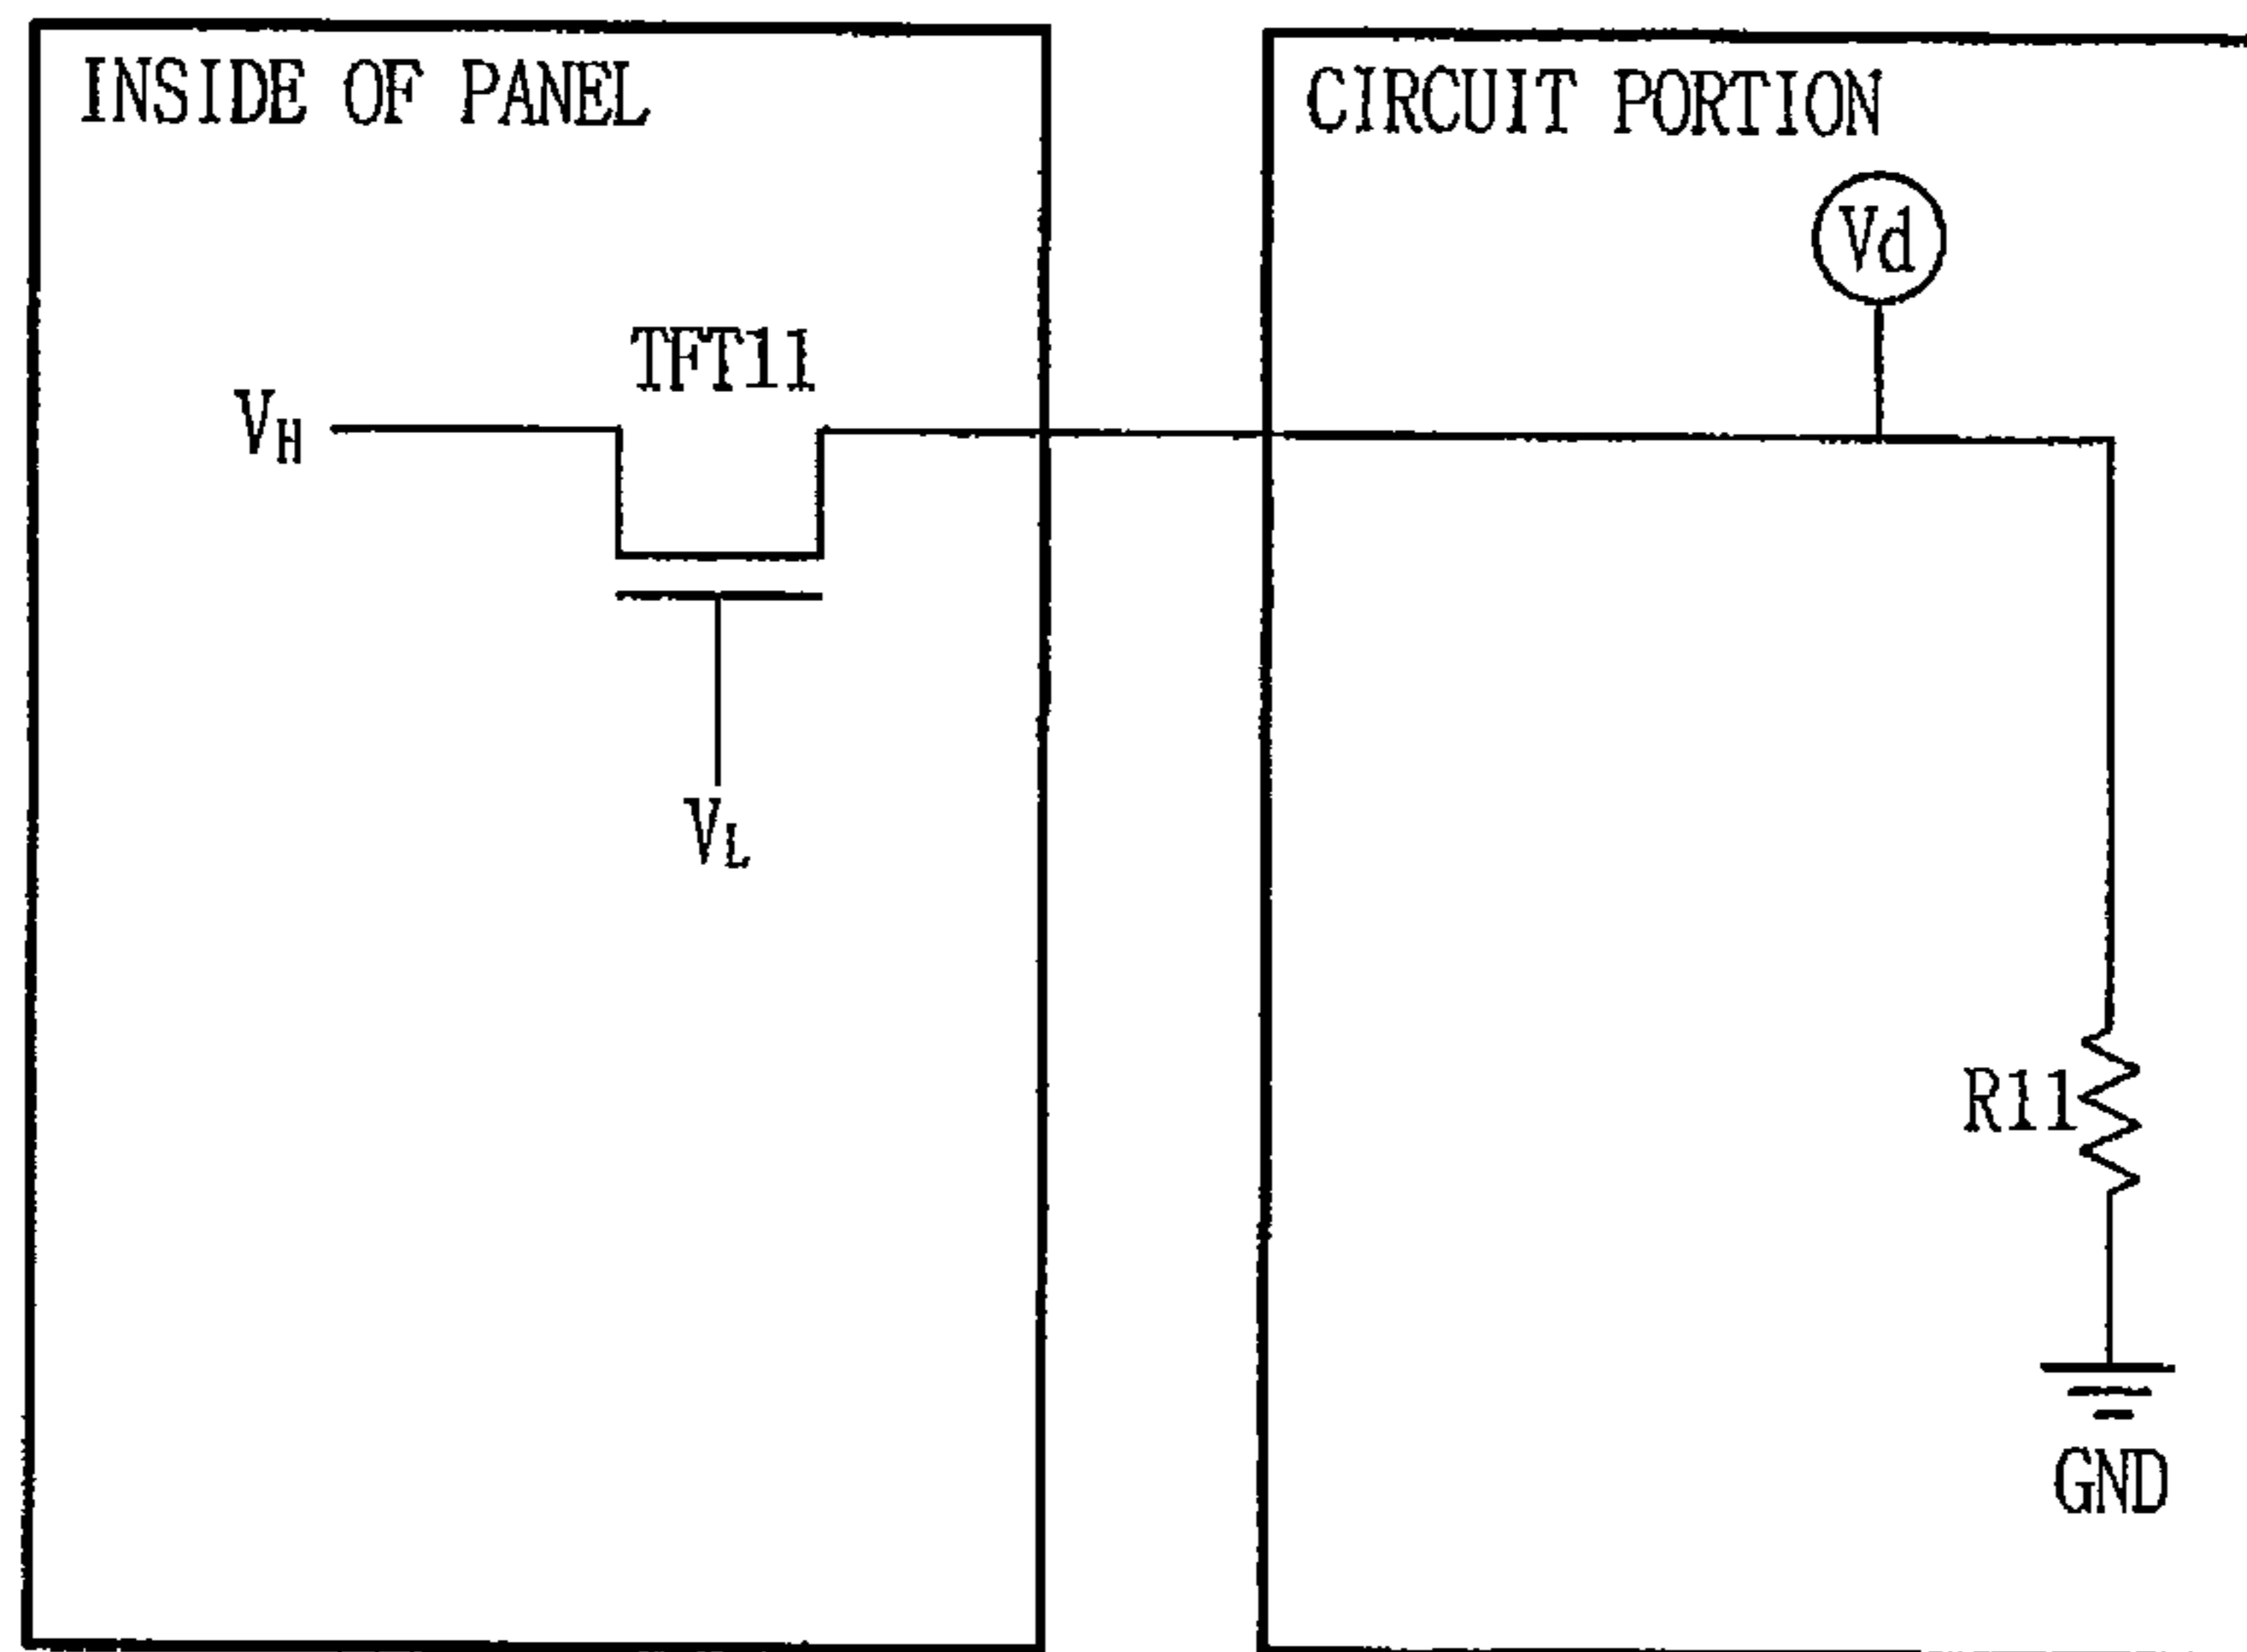 INSIDE OF PANEL
CIRCUIT PORTION
Vd
TFT11
VH
VL
R11
GND